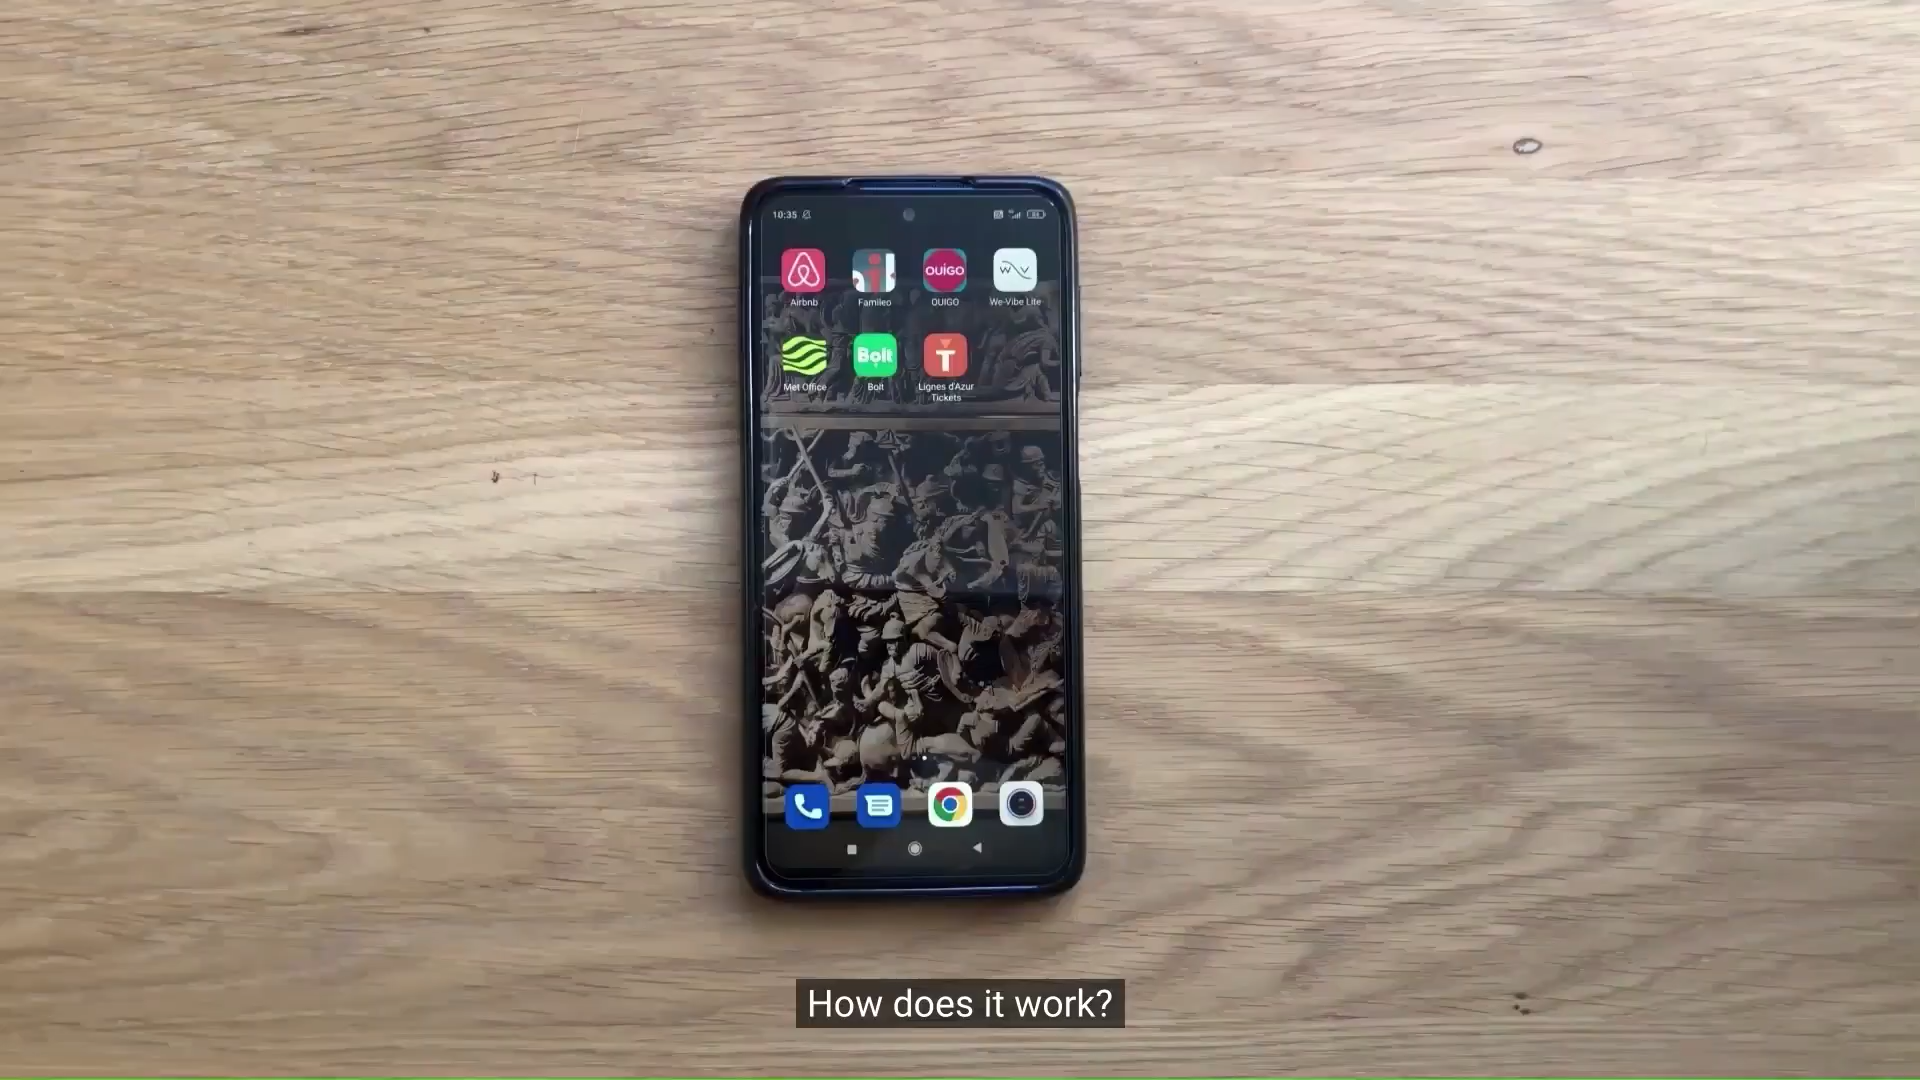 10:35
OUIGO
W V
Airbnb
Famileo
OUIGO
We-Vibe Lite
Bolt
T
Met Office
Bolt
Lignes d'Azur
Tickets
How does it work?